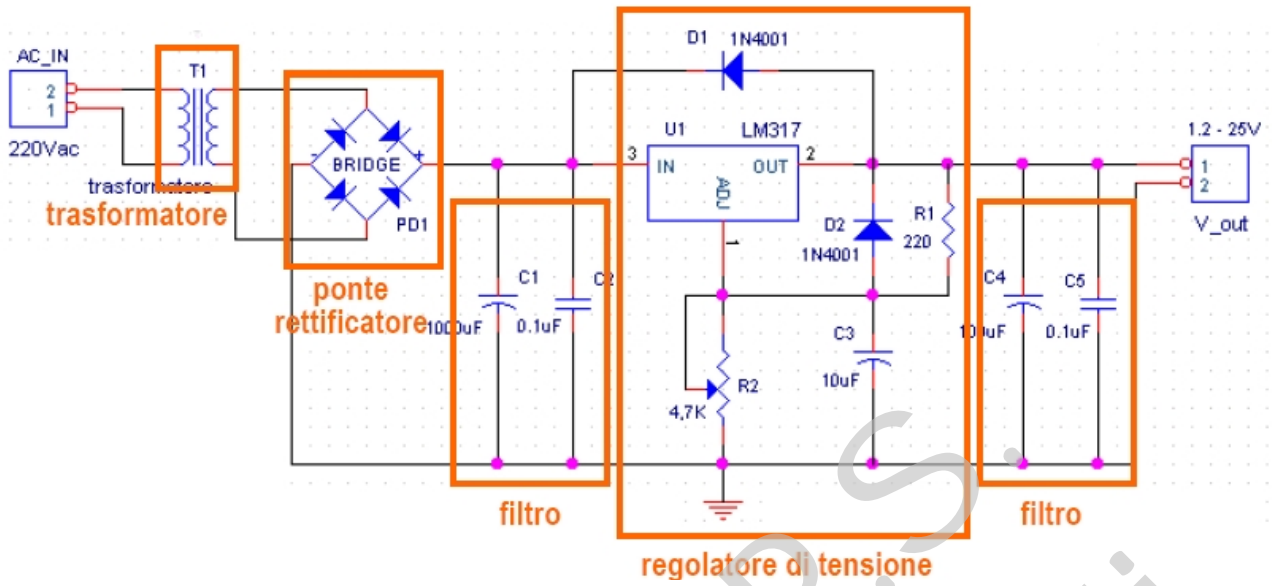 AC_IN
2
1
220Vac
T1
trasformatore
trasformatore
BRIDGE
- +
PD1
ponte
rettificatore
C1
1000uF
C2
0.1uF
filtro
D1 1N4001
U1 LM317
3 IN OUT 2
ADJ
1
D2
1N4001
R1
220
R2
4,7K
C3
10uF
regolatore di tensione
C4
100uF
C5
0.1uF
filtro
1.2 - 25V
1
2
V_out